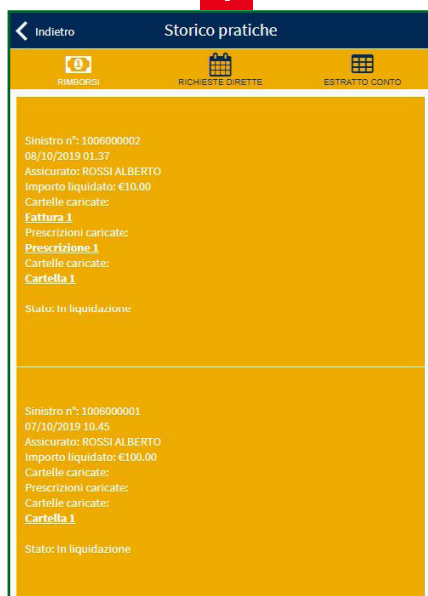 Indietro
Storico pratiche
RIMBORSI
RICHIESTE DIRETTE
ESTRATTO CONTO
Sinistro n°: 1006000002
08/10/2019 01.37
Assicurato: ROSSI ALBERTO
Importo liquidato: €10.00
Cartelle caricate:
Fattura 1
Prescrizioni caricate:
Prescrizione 1
Cartelle caricate:
Cartella 1
Stato: In liquidazione
Sinistro n°: 1006000001
07/10/2019 10.45
Assicurato: ROSSI ALBERTO
Importo liquidato: €100.00
Cartelle caricate:
Prescrizioni caricate:
Cartelle caricate:
Cartella 1
Stato: In liquidazione